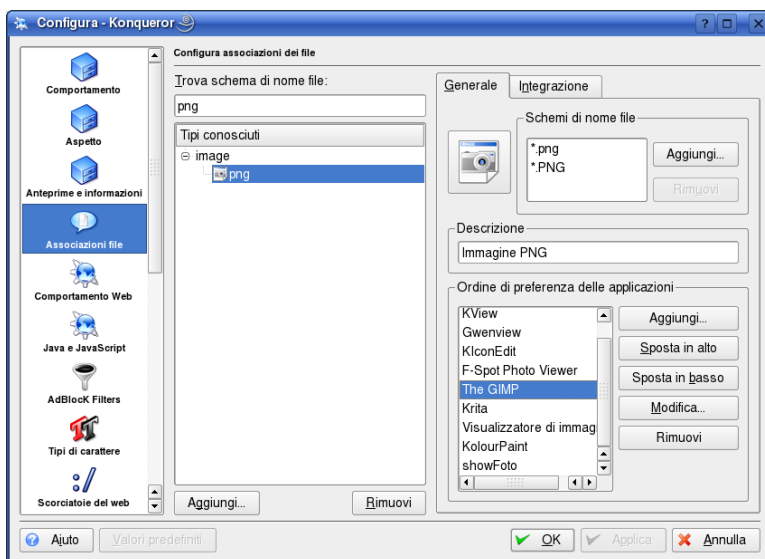 Configura - Konqueror
Comportamento
Aspetto
Anteprime e informazioni
Associazioni file
Comportamento Web
Java e JavaScript
AdBlocK Filters
Tipi di carattere
Scorciatoie del web
Configura associazioni dei file
Trova schema di nome file:
png
Tipi conosciuti
image
png
Aggiungi...
Rimuovi
Generale
Integrazione
Schemi di nome file
*.png
*.PNG
Aggiungi...
Rimuovi
Descrizione
Immagine PNG
Ordine di preferenza delle applicazioni
KView
Gwenview
KIconEdit
F-Spot Photo Viewer
The GIMP
Krita
Visualizzatore di immag
KolourPaint
showFoto
Aggiungi...
Sposta in alto
Sposta in basso
Modifica...
Rimuovi
Aiuto
Valori predefiniti
OK
Applica
Annulla